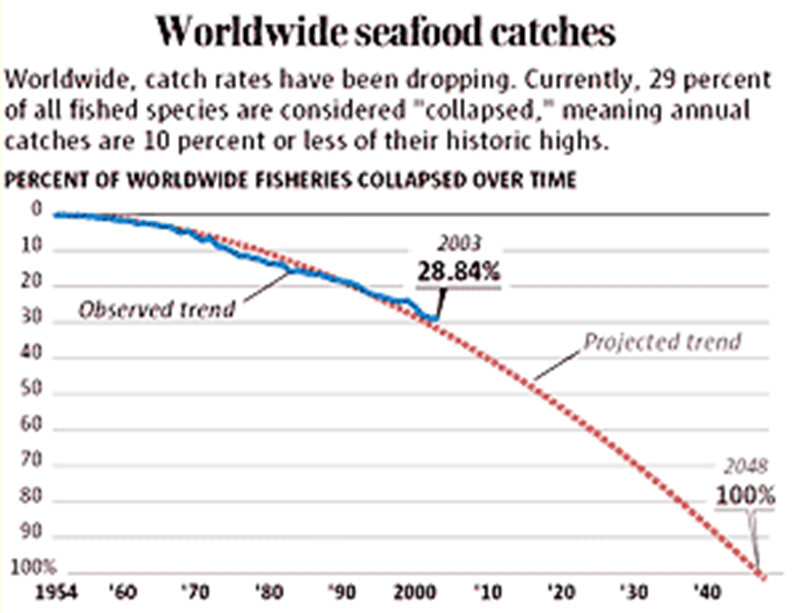 Worldwide seafood catches
Worldwide, catch rates have been dropping. Currently, 29 percent
of all fished species are considered "collapsed," meaning annual
catches are 10 percent or less of their historic highs.
PERCENT OF WORLDWIDE FISHERIES COLLAPSED OVER TIME
0
10
20
30
40
50
60
70
80
90
100%
2003
28.84%
Observed trend
Projected trend
2048
100%
1954 '60 '70 '80 '90 2000 '10 '20 '30 '40